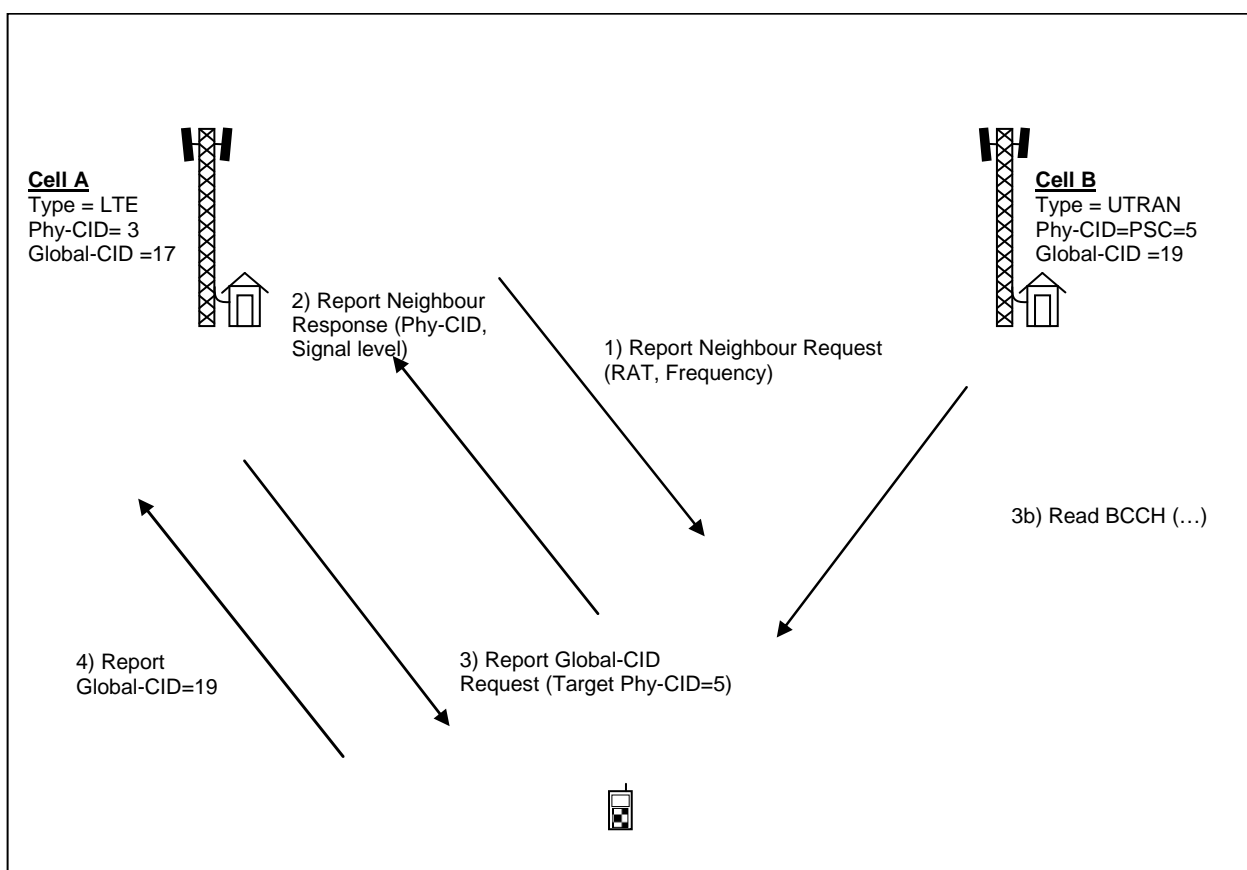 Cell A
Type = LTE
Phy-CID= 3
Global-CID =17
Cell B
Type = UTRAN
Phy-CID=PSC=5
Global-CID =19
2) Report Neighbour
Response (Phy-CID,
Signal level)
1) Report Neighbour Request
(RAT, Frequency)
3b) Read BCCH (…)
4) Report
Global-CID=19
3) Report Global-CID
Request (Target Phy-CID=5)